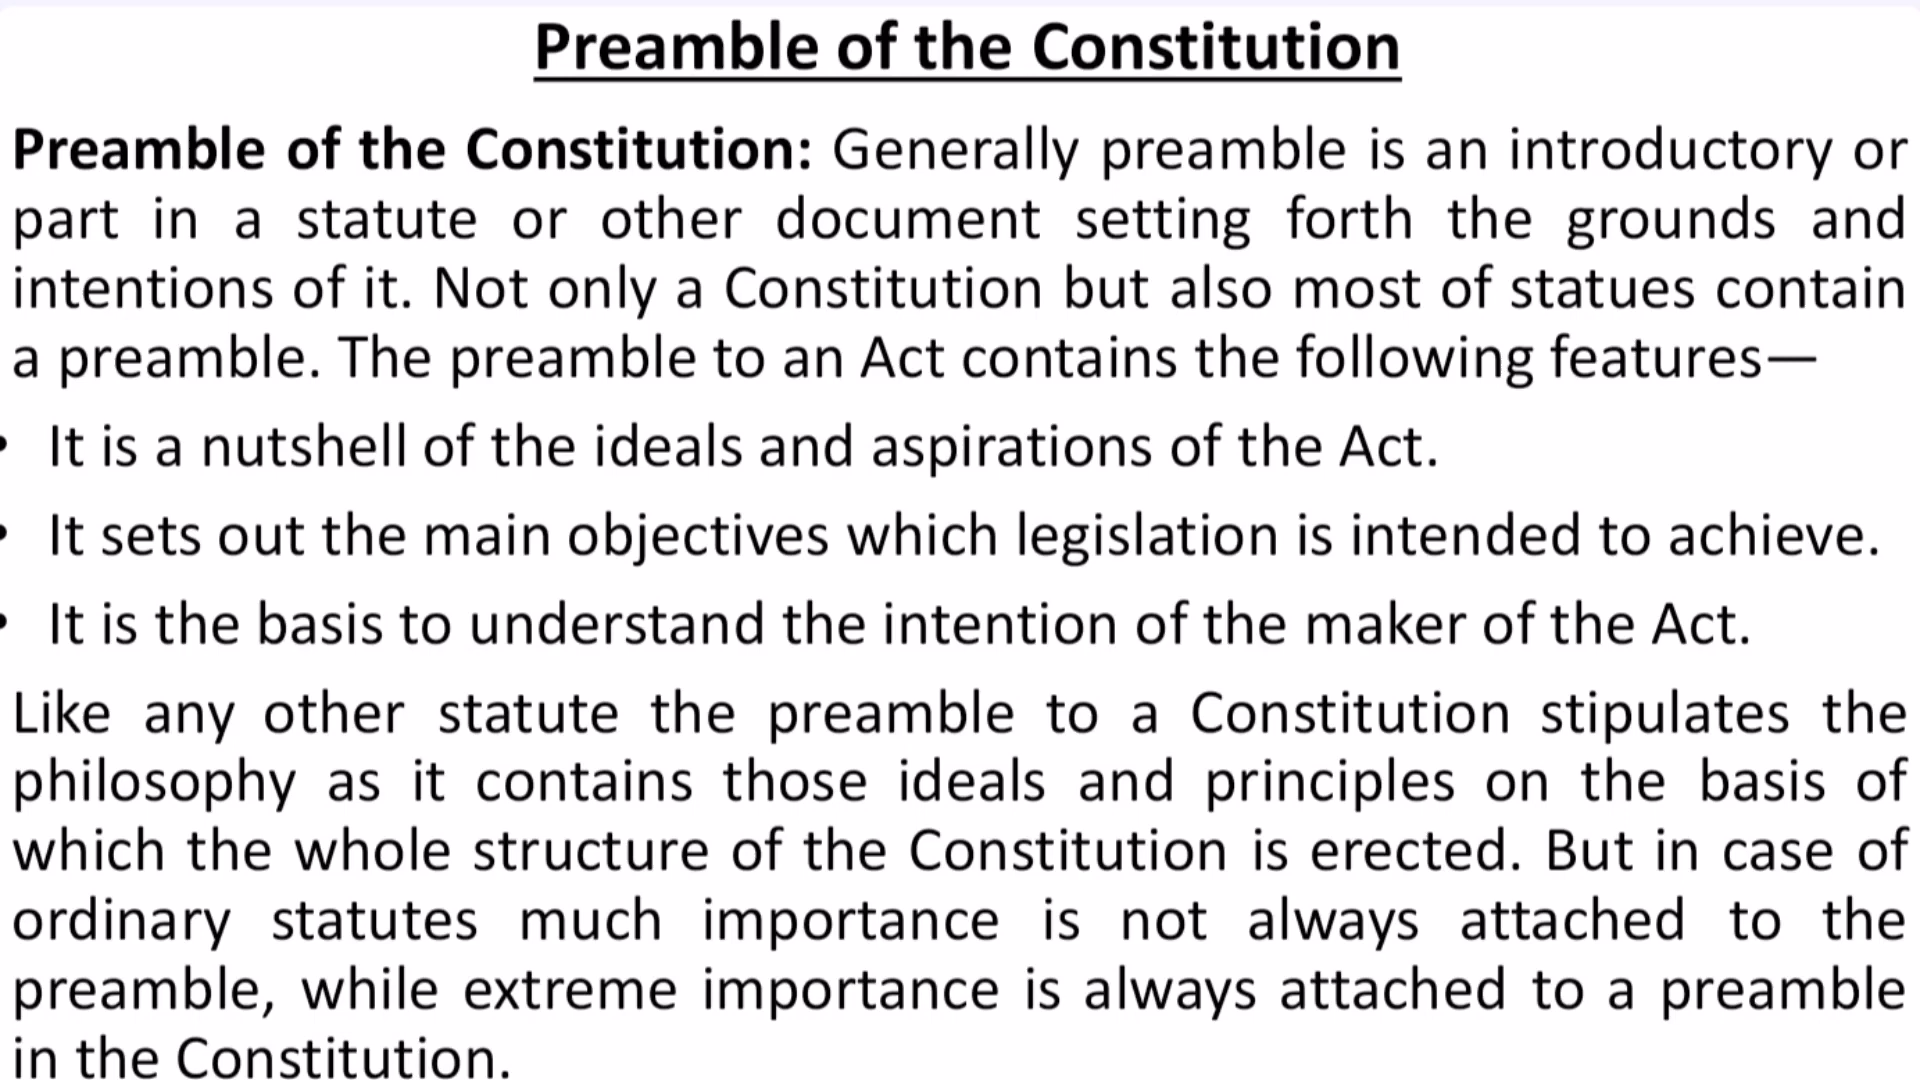 Preamble of the Constitution
Preamble of the Constitution: Generally preamble is an introductory or
part in a statute or other document setting forth the grounds and
intentions of it. Not only a Constitution but also most of statues contain
a preamble. The preamble to an Act contains the following features—
• It is a nutshell of the ideals and aspirations of the Act.
• It sets out the main objectives which legislation is intended to achieve.
• It is the basis to understand the intention of the maker of the Act.
Like any other statute the preamble to a Constitution stipulates the
philosophy as it contains those ideals and principles on the basis of
which the whole structure of the Constitution is erected. But in case of
ordinary statutes much importance is not always attached to the
preamble, while extreme importance is always attached to a preamble
in the Constitution.